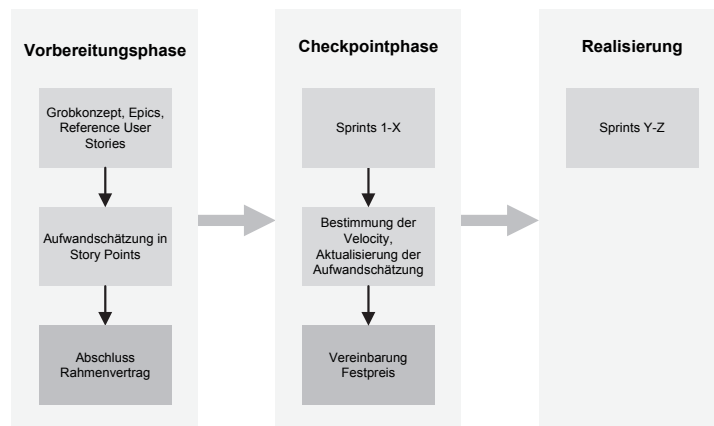 Vorbereitungsphase
Grobkonzept, Epics,
Reference User
Stories
Aufwandschätzung in
Story Points
Abschluss
Rahmenvertrag
Checkpointphase
Sprints 1-X
Bestimmung der
Velocity,
Aktualisierung der
Aufwandschätzung
Vereinbarung
Festpreis
Realisierung
Sprints Y-Z